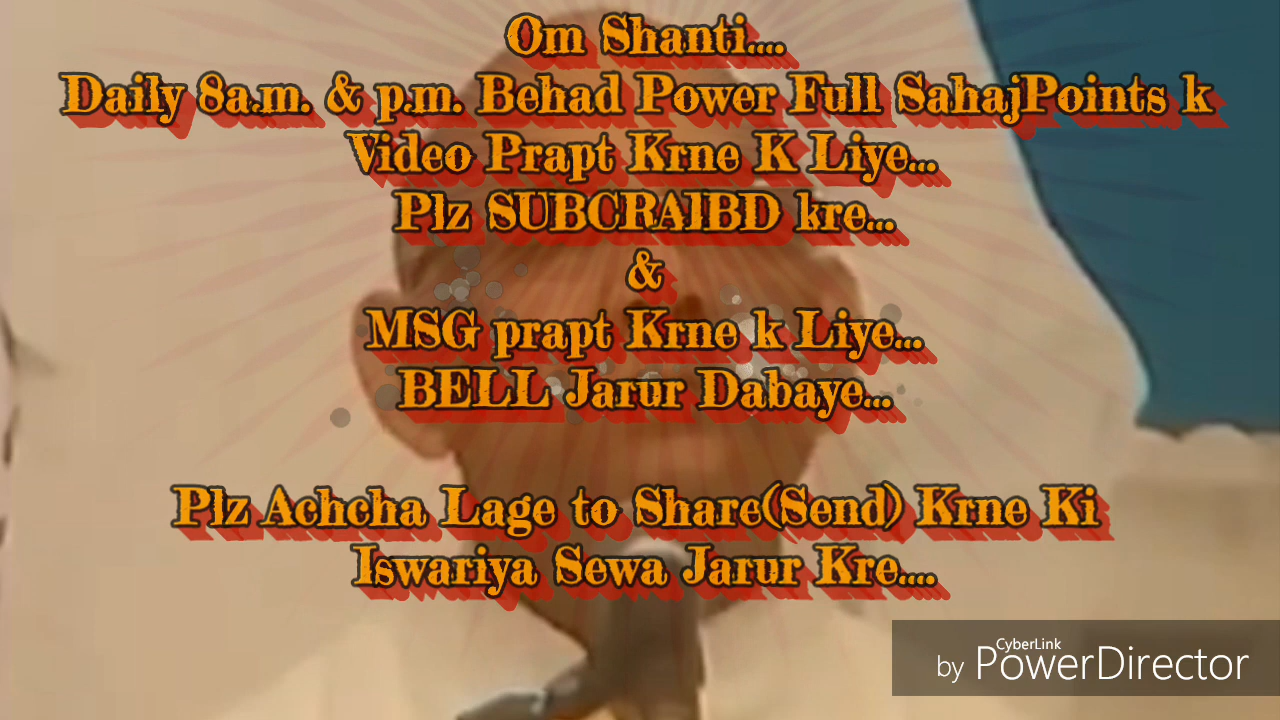 Om Shanti....
Daily 8a.m. & p.m. Behad Power Full SahajPoints k
Video Prapt Krne K Liye...
Plz SUBCRAIBD kre...
&
MSG prapt Krne k Liye...
BELL Jarur Dabaye...
Plz Achcha Lage to Share(Send) Krne Ki
Iswariya Sewa Jarur Kre....
CyberLink
by PowerDirector